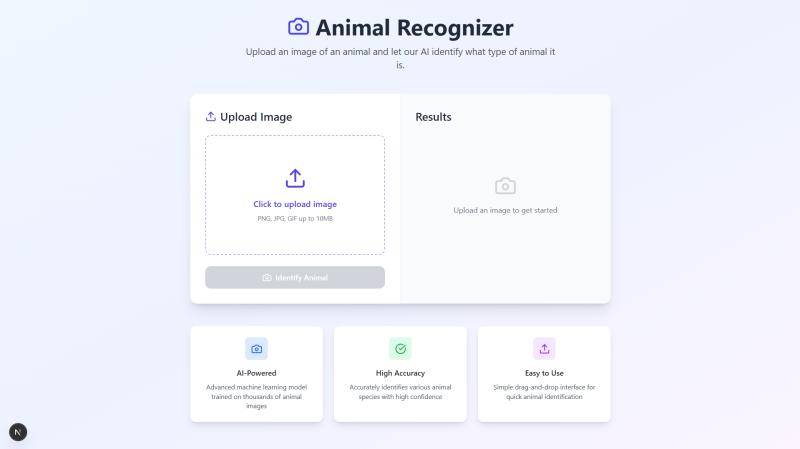 Animal Recognizer
Upload an image of an animal and let our AI identify what type of animal it
is.
Upload Image
Click to upload image
PNG, JPG, GIF up to 10MB
Identify Animal
Results
Upload an image to get started
AI-Powered
Advanced machine learning model
trained on thousands of animal
images
High Accuracy
Accurately identifies various animal
species with high confidence
Easy to Use
Simple drag-and-drop interface for
quick animal identification
N